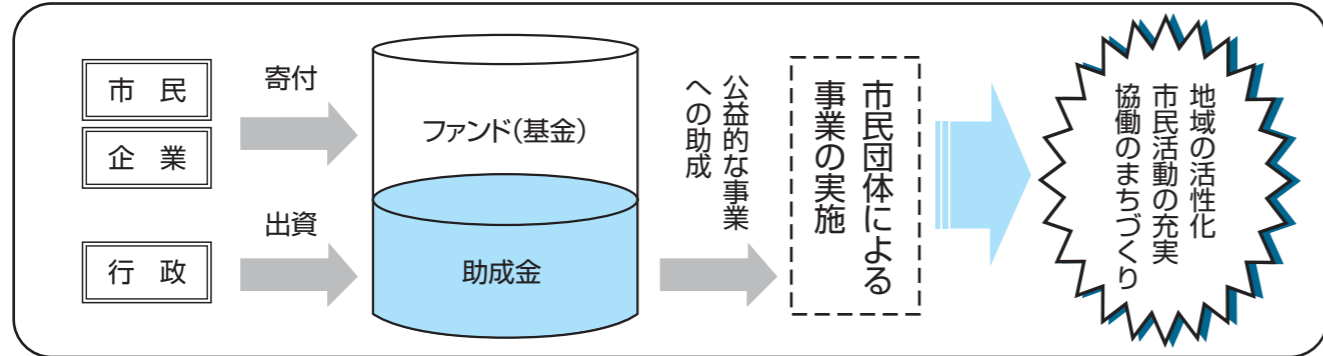 市　民
企　業
行　政
寄付
出資
ファンド（基金）
助成金
公益的な事業
への助成
市民団体による
事業の実施
地域の活性化
市民活動の充実
協働のまちづくり